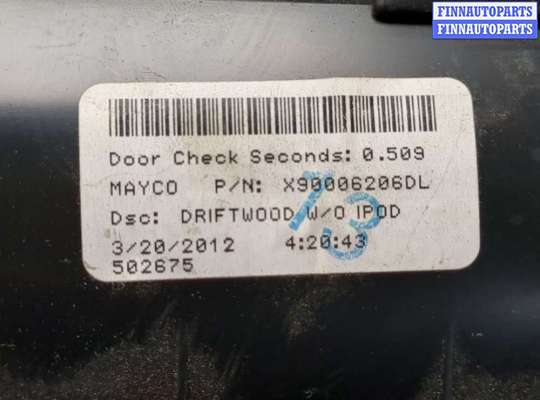 FINNAUTOPARTS
FINNAUTOPARTS
Door Check Seconds: 0.509
MAYCO P/N: X90006206DL
Dsc: DRIFTWOOD W/O IPOD
3/20/2012 4:20:43
502675
13